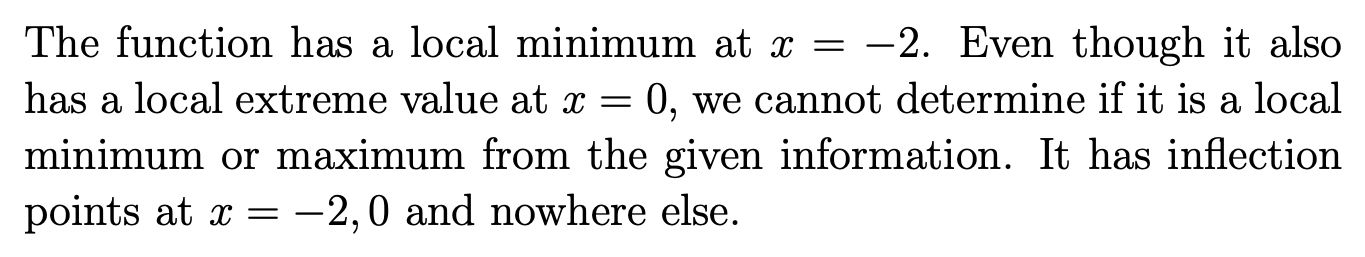 The function has a local minimum at x = −2. Even though it also
has a local extreme value at x = 0, we cannot determine if it is a local
minimum or maximum from the given information. It has inflection
points at x = −2, 0 and nowhere else.